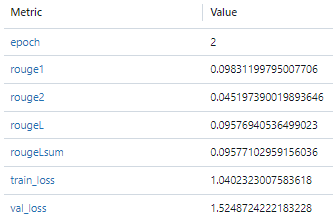 Metric Value
epoch 2
rouge1 0.09831199795007706
rouge2 0.045197390019893646
rougeL 0.09576940536499023
rougeLsum 0.09577102959156036
train_loss 1.0402323007583618
val_loss 1.5248724222183228